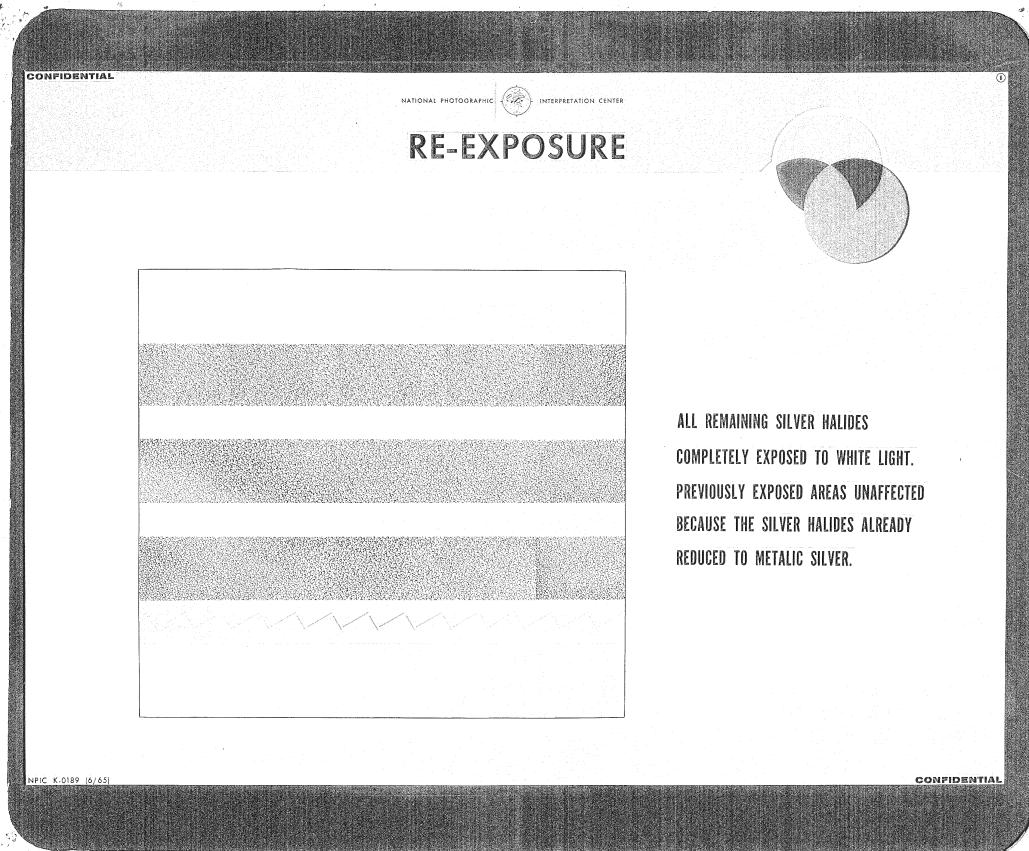 CONFIDENTIAL
NATIONAL PHOTOGRAPHIC INTERPRETATION CENTER
RE-EXPOSURE
ALL REMAINING SILVER HALIDES
COMPLETELY EXPOSED TO WHITE LIGHT.
PREVIOUSLY EXPOSED AREAS UNAFFECTED
BECAUSE THE SILVER HALIDES ALREADY
REDUCED TO METALIC SILVER.
NPIC K-0189 (6/65)
CONFIDENTIAL